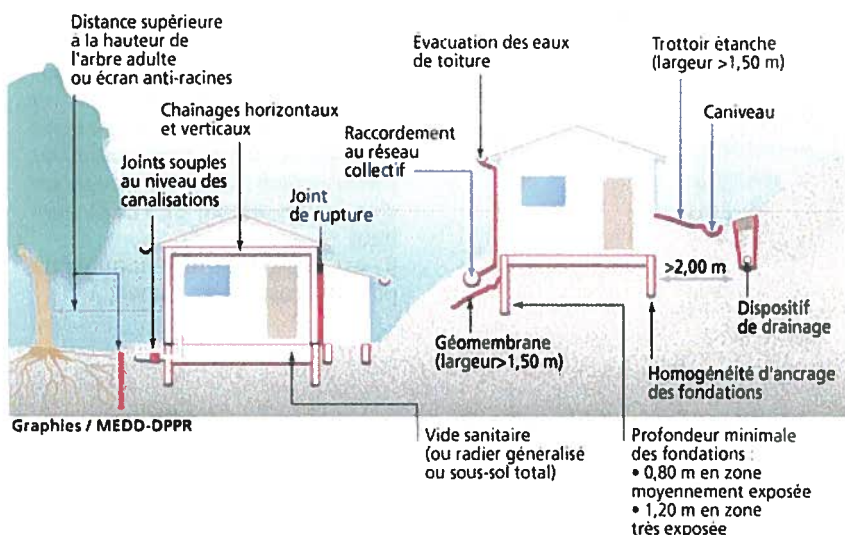 Distance supérieure
à la hauteur de
l'arbre adulte
ou écran anti-racines
Chaînages horizontaux
et verticaux
Joints souples
au niveau des
canalisations
Joint
de rupture
Raccordement
au réseau
collectif
Evacuation des eaux
de toiture
Trottoir étanche
(largeur >1,50 m)
Caniveau
>2,00 m
Dispositif
de drainage
Géomembrane
(largeur>1,50 m)
Homogénéité d'ancrage
des fondations
Graphies / MEDD-DPPR
Vide sanitaire
(ou radier généralisé
ou sous-sol total)
Profondeur minimale
des fondations :
• 0,80 m en zone
moyennement exposée
• 1,20 m en zone
très exposée